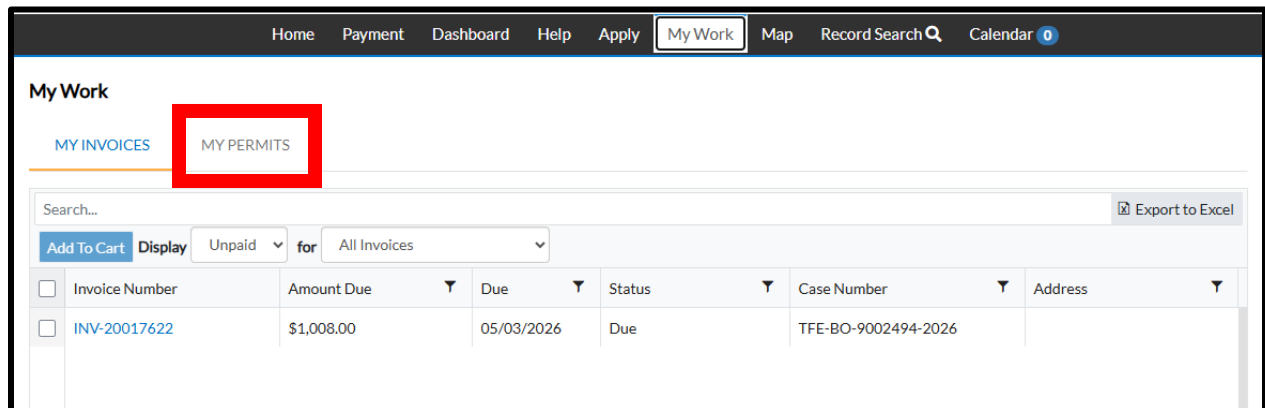 Home Payment Dashboard Help Apply My Work Map Record Search Calendar 0
My Work
MY INVOICES MY PERMITS
Search... Export to Excel
Add To Cart Display Unpaid for All Invoices
Invoice Number Amount Due Due Status Case Number Address
INV-20017622 $1,008.00 05/03/2026 Due TFE-BO-9002494-2026